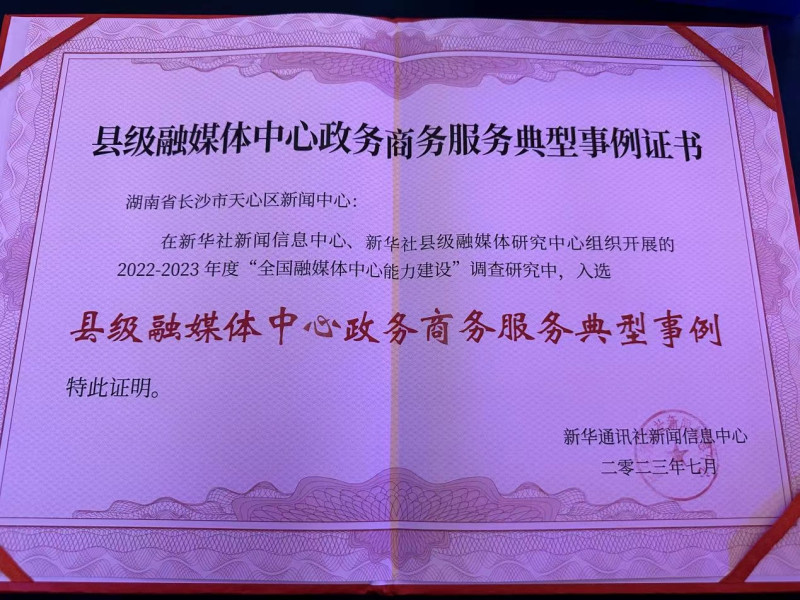 县级融媒体中心政务商务服务典型事例证书
湖南省长沙市天心区新闻中心：
在新华社新闻信息中心、新华社县级融媒体研究中心组织开展的
2022-2023 年度“全国融媒体中心能力建设”调查研究中，入选
县级融媒体中心政务商务服务典型事例
特此证明。
新华通讯社新闻信息中心
二零二三年七月